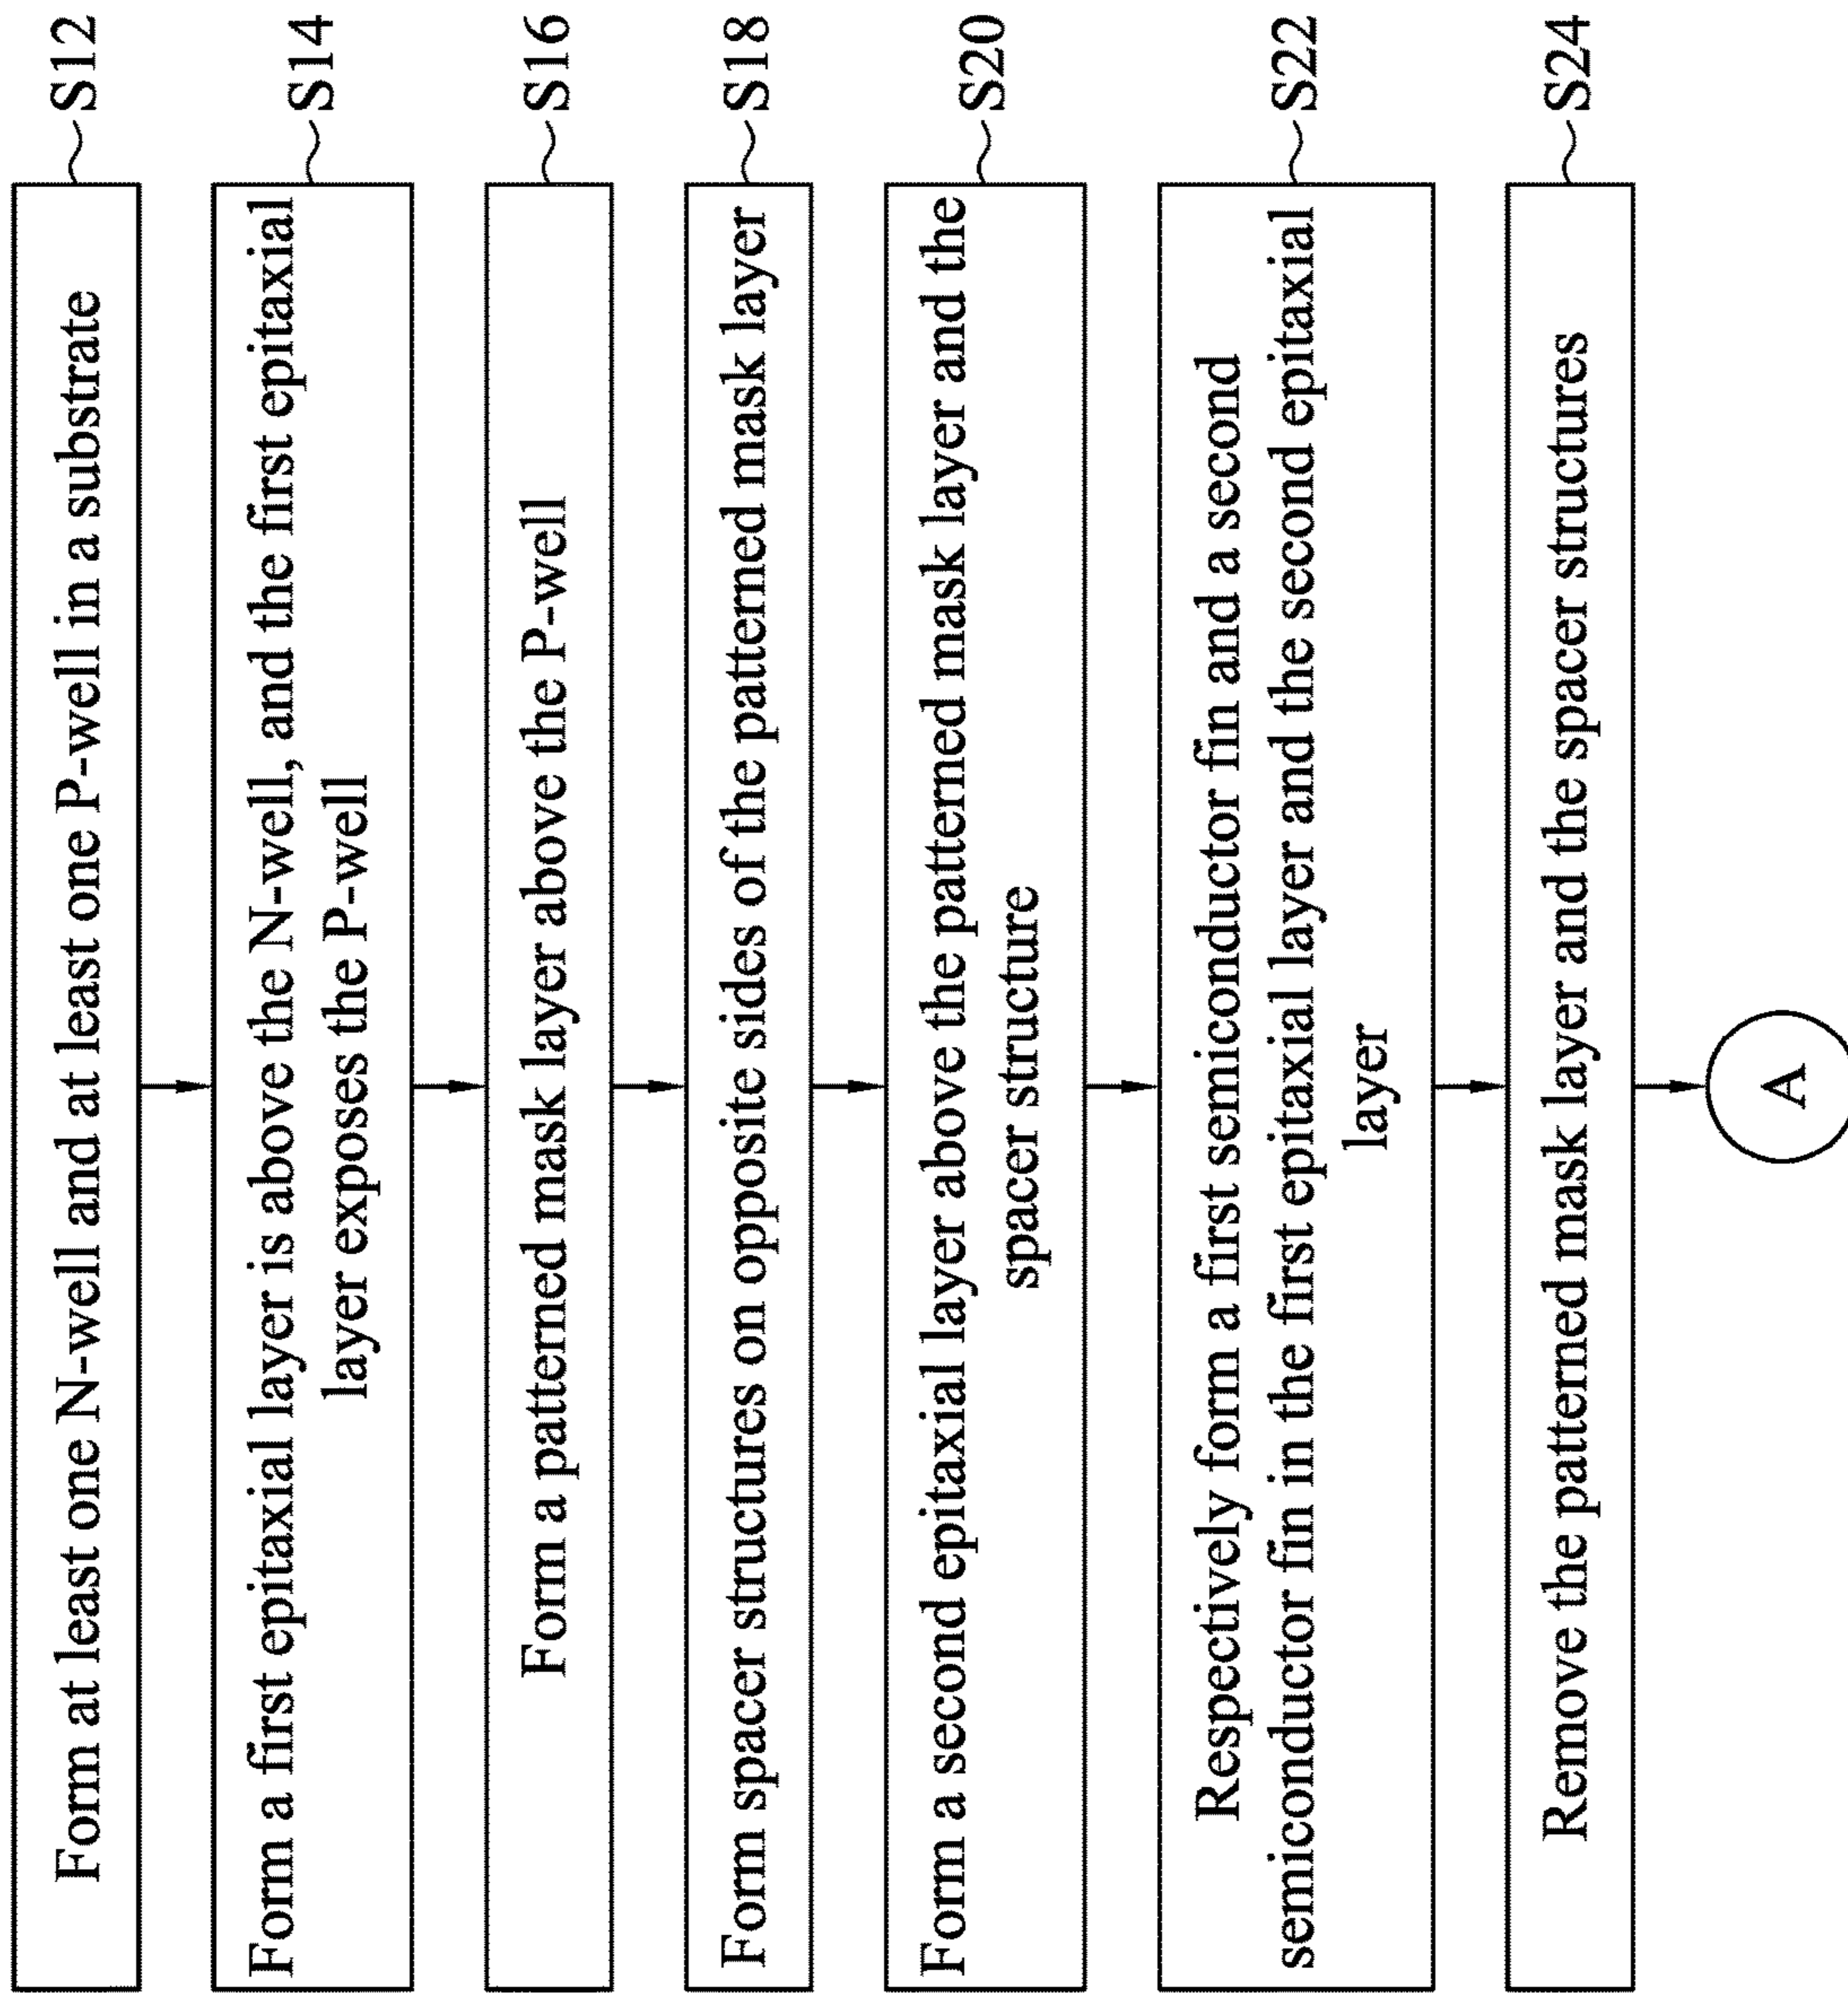 Form at least one N-well and at least one P-well in a substrate
S12
Form a first epitaxial layer is above the N-well, and the first epitaxial
layer exposes the P-well
S14
Form a patterned mask layer above the P-well
S16
Form spacer structures on opposite sides of the patterned mask layer
S18
Form a second epitaxial layer above the patterned mask layer and the
spacer structure
S20
Respectively form a first semiconductor fin and a second
semiconductor fin in the first epitaxial layer and the second epitaxial
layer
S22
Remove the patterned mask layer and the spacer structures
S24
A